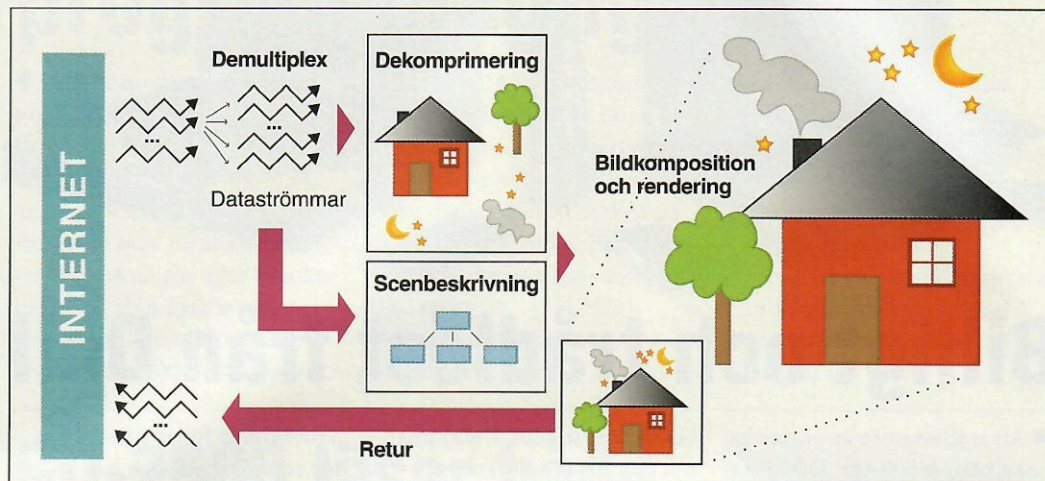 INTERNET
Demultiplex
...
...
Dataströmmar
Dekomprimering
Scenbeskrivning
Bildkomposition
och rendering
...
Retur